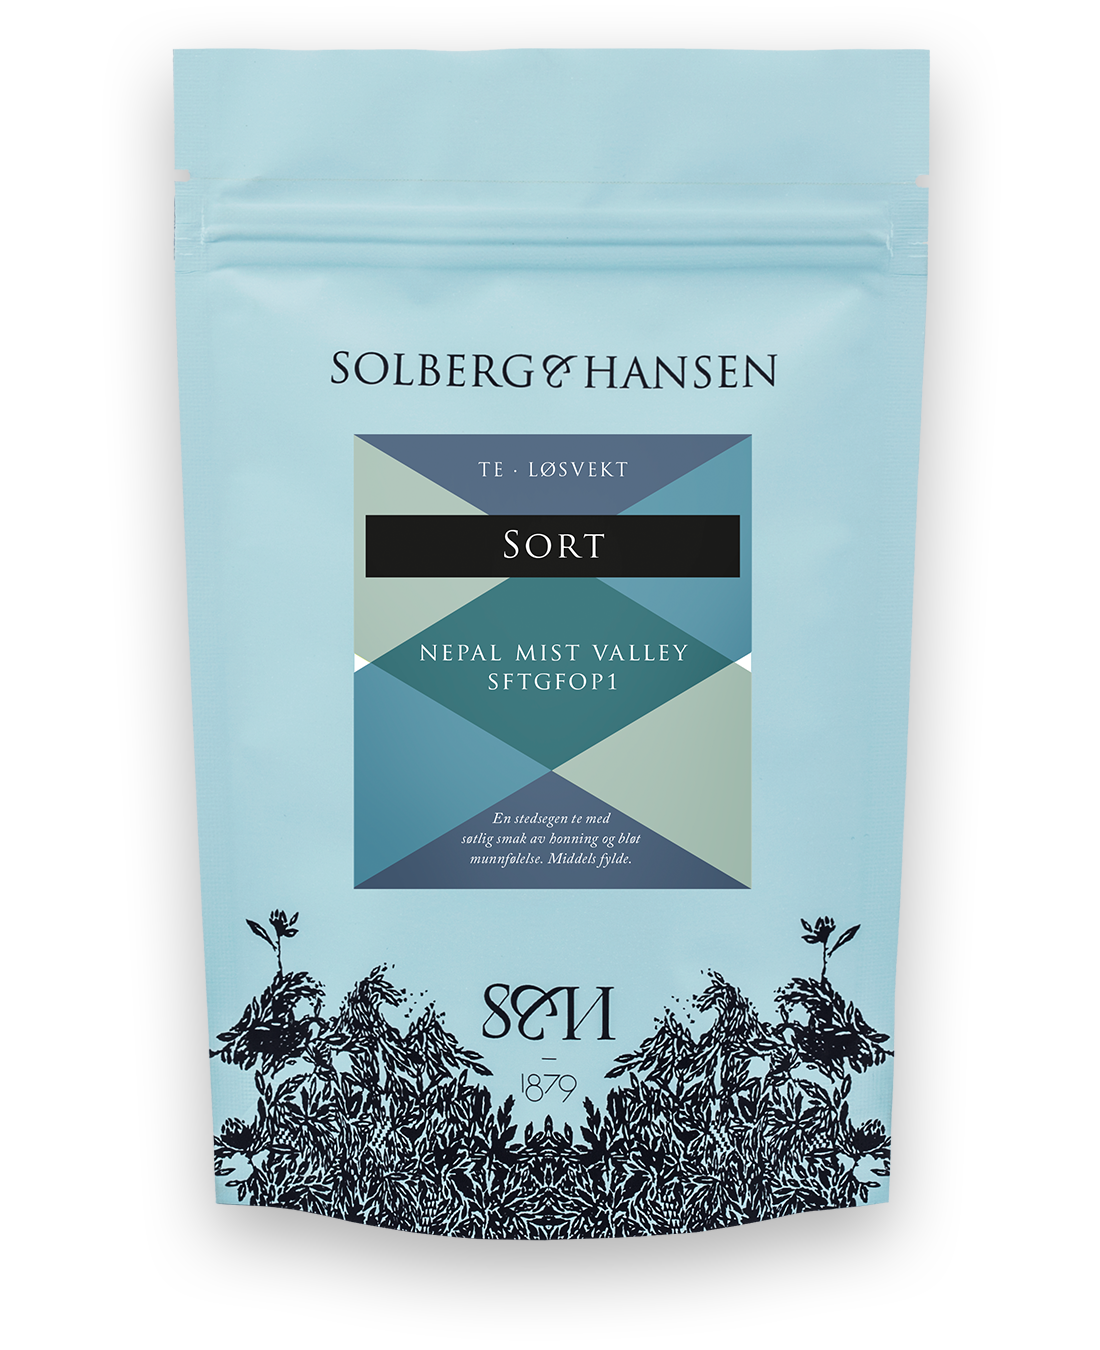 SOLBERG & HANSEN
TE · LØSVEKT
SORT
NEPAL MIST VALLEY
SFTGFOP1
En stedsegen te med
søtlig smak av honning og bløt
munnfølelse. Middels fylde.
S&H
–
1879